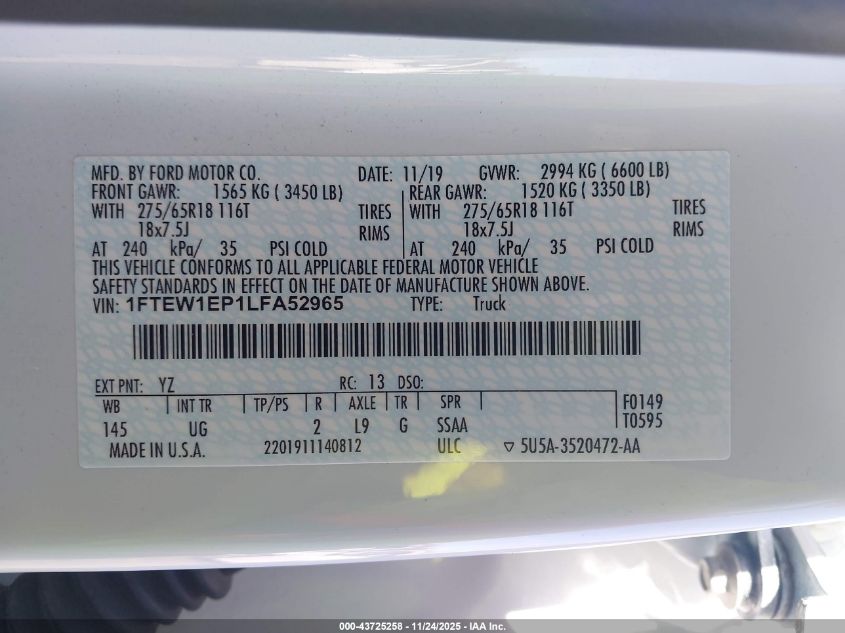 MFD. BY FORD MOTOR CO. DATE: 11/19 GVWR: 2994 KG ( 6600 LB)
FRONT GAWR: 1565 KG ( 3450 LB) REAR GAWR: 1520 KG ( 3350 LB)
WITH 275/65R18 116T TIRES WITH 275/65R18 116T TIRES
18x7.5J RIMS 18x7.5J RIMS
AT 240 kPa/ 35 PSI COLD AT 240 kPa/ 35 PSI COLD
THIS VEHICLE CONFORMS TO ALL APPLICABLE FEDERAL MOTOR VEHICLE
SAFETY STANDARDS IN EFFECT ON THE DATE OF MANUFACTURE SHOWN ABOVE.
VIN: 1FTEW1EP1LFA52965 TYPE: Truck
EXT PNT: YZ RC: 13 DSO:
WB INT TR TP/PS R AXLE TR SPR F0149
145 UG 2 L9 G SSAA T0595
MADE IN U.S.A. 2201911140812 ULC ▽ 5U5A-3520472-AA
000-43725258 - 11/24/2025 - IAA Inc.